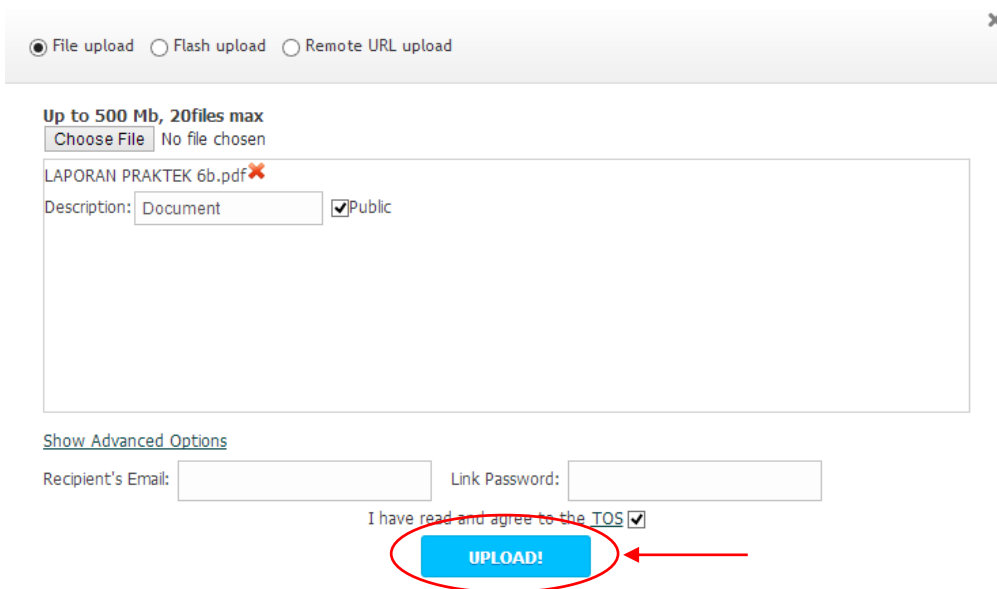 File upload Flash upload Remote URL upload
Up to 500 Mb, 20files max
Choose File No file chosen
LAPORAN PRAKTEK 6b.pdf
Description: Document Public
Show Advanced Options
Recipient's Email: Link Password:
I have read and agree to the TOS
UPLOAD!